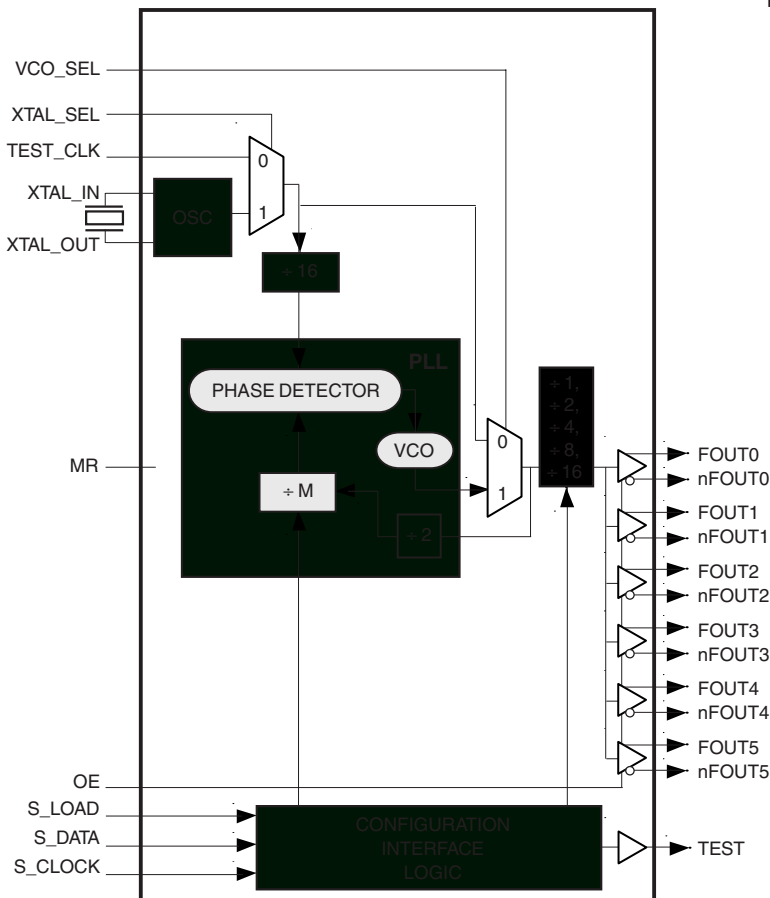 VCO_SEL
XTAL_SEL
TEST_CLK
0
XTAL_IN
OSC
1
XTAL_OUT
÷ 16
PLL
PHASE DETECTOR
÷ 1,
÷ 2,
÷ 4,
÷ 8,
÷ 16
VCO
0
1
MR
÷ M
÷ 2
FOUT0
nFOUT0
FOUT1
nFOUT1
FOUT2
nFOUT2
FOUT3
nFOUT3
FOUT4
nFOUT4
FOUT5
nFOUT5
OE
S_LOAD
S_DATA
S_CLOCK
CONFIGURATION
INTERFACE
LOGIC
TEST